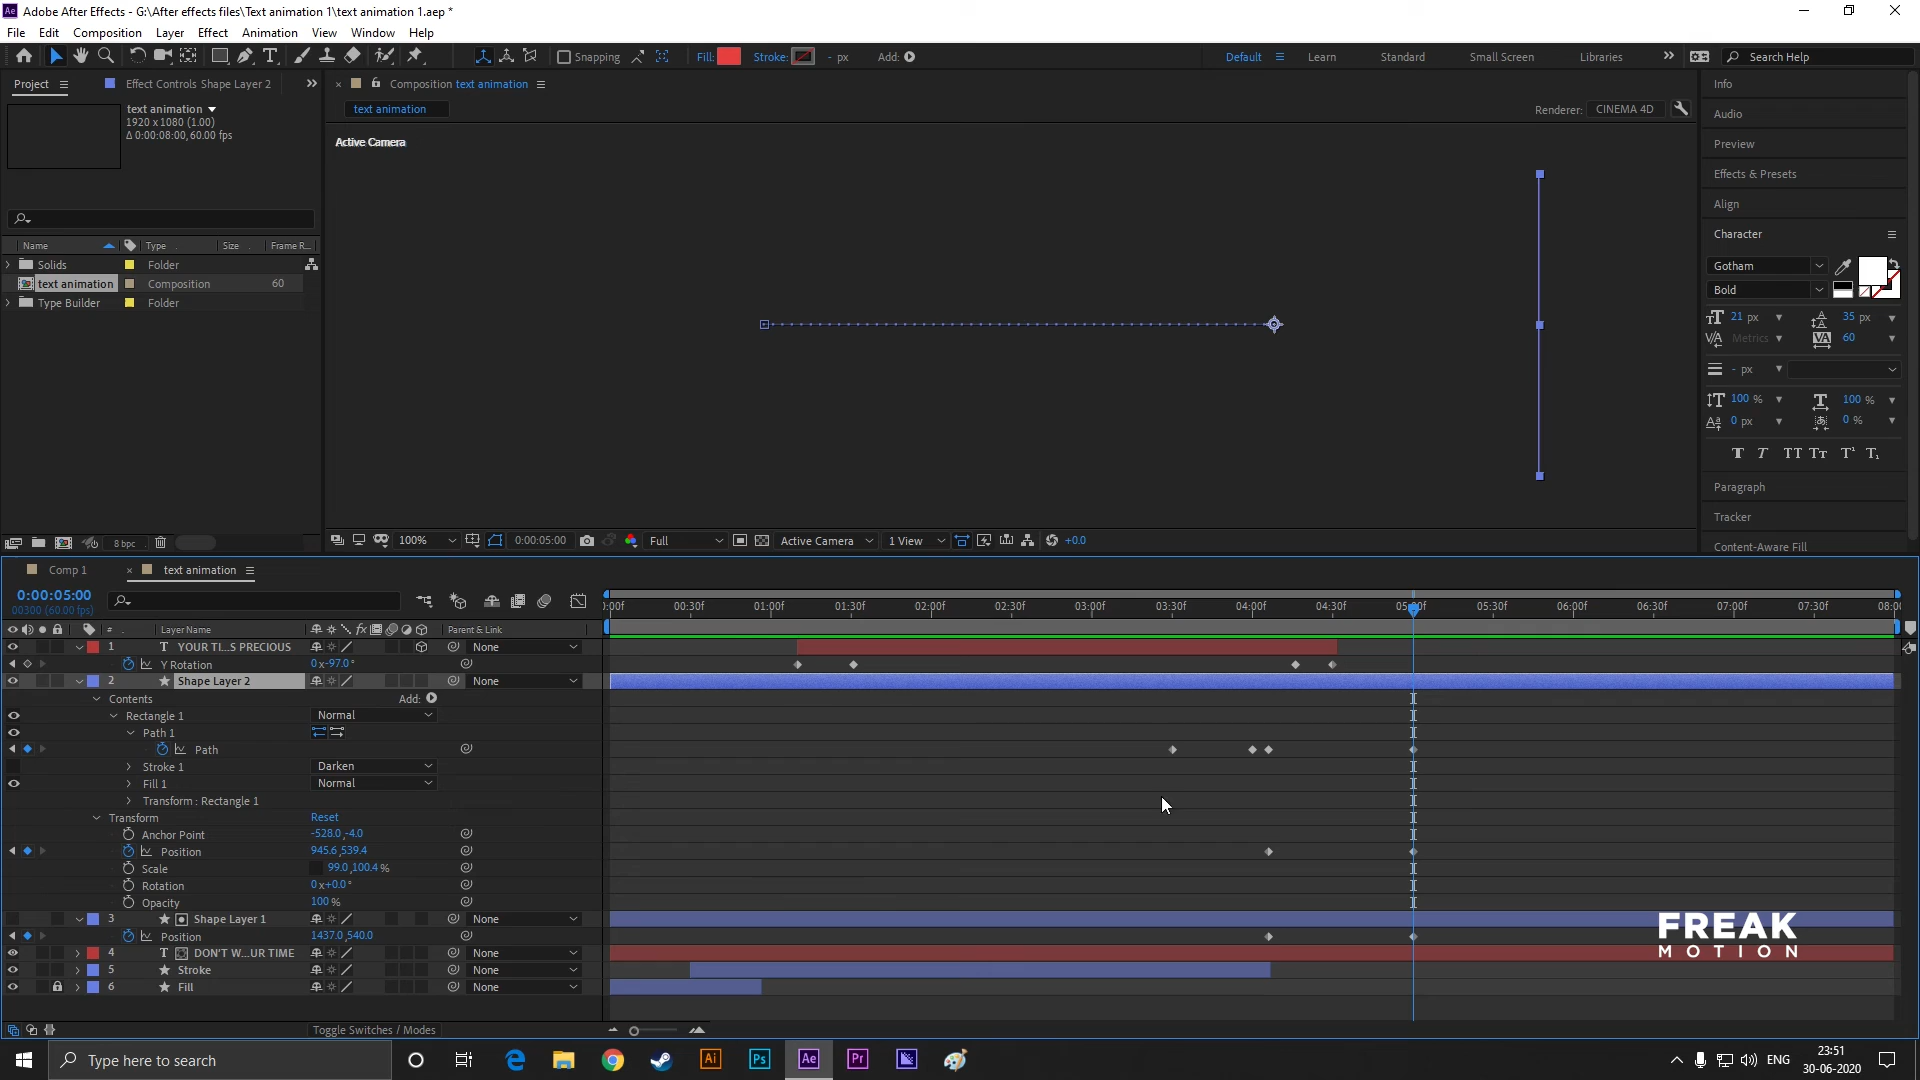 Adobe After Effects - G:\After effects files\Text animation 1\text animation 1.aep *
File Edit Composition Layer Effect Animation View Window Help
Snapping Fill: Stroke: - px Add: Default Learn Standard Small Screen Libraries Search Help
Project Effect Controls Shape Layer 2 Composition text animation Info
text animation
1920 x 1080 (1.00)
Δ 0:00:08:00, 60.00 fps
text animation Renderer: CINEMA 4D Audio
Active Camera Preview
Effects & Presets
Align
Character
Name Type Size Frame R...
Solids Folder
text animation Composition 60
Type Builder Folder
Gotham
Bold
21 px 35 px
Metrics 60
- px
100 % 100 %
0 px 0 %
Paragraph
Tracker
Content-Aware Fill
8 bpc 100% 0:00:05:00 Full Active Camera 1 View +0.0
Comp 1 text animation
0:00:05:00
00300 (60.00 fps)
:00f 00:30f 01:00f 01:30f 02:00f 02:30f 03:00f 03:30f 04:00f 04:30f 05:00f 05:30f 06:00f 06:30f 07:00f 07:30f 08:00
# Layer Name Parent & Link
1 T YOUR TI...S PRECIOUS None
Y Rotation 0x-97.0°
2 Shape Layer 2 None
Contents Add:
Rectangle 1 Normal
Path 1
Path
Stroke 1 Darken
Fill 1 Normal
Transform : Rectangle 1
Transform Reset
Anchor Point -528.0,-4.0
Position 945.6,539.4
Scale 99.0,100.4 %
Rotation 0x+0.0°
Opacity 100 %
3 Shape Layer 1 None
Position 1437.0,540.0
4 T DON'T W...UR TIME None
5 Stroke None
6 Fill None
FREAK
MOTION
Toggle Switches / Modes
Type here to search Ai Ps Ae Pr ENG 23:51
30-06-2020